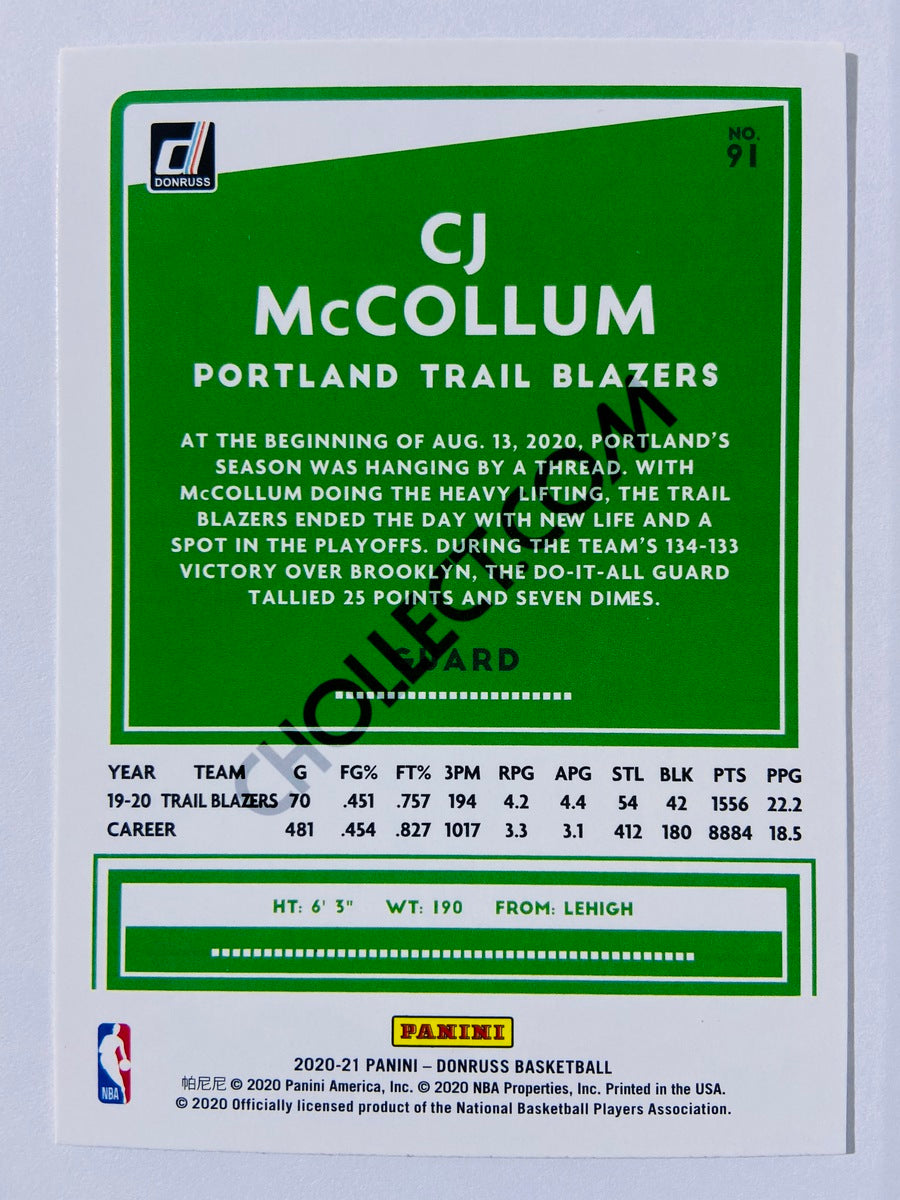 DONRUSS
NO.
91
CJ
McCOLLUM
PORTLAND TRAIL BLAZERS
AT THE BEGINNING OF AUG. 13, 2020, PORTLAND'S
SEASON WAS HANGING BY A THREAD. WITH
McCOLLUM DOING THE HEAVY LIFTING, THE TRAIL
BLAZERS ENDED THE DAY WITH NEW LIFE AND A
SPOT IN THE PLAYOFFS. DURING THE TEAM'S 134-133
VICTORY OVER BROOKLYN, THE DO-IT-ALL GUARD
TALLIED 25 POINTS AND SEVEN DIMES.
GUARD
CHOLLECT.COM
YEAR TEAM G FG% FT% 3PM RPG APG STL BLK PTS PPG
19-20 TRAIL BLAZERS 70 .451 .757 194 4.2 4.4 54 42 1556 22.2
CAREER 481 .454 .827 1017 3.3 3.1 412 180 8884 18.5
HT: 6' 3" WT: 190 FROM: LEHIGH
PANINI
NBA
2020-21 PANINI – DONRUSS BASKETBALL
帕尼尼 © 2020 Panini America, Inc. © 2020 NBA Properties, Inc. Printed in the USA.
© 2020 Officially licensed product of the National Basketball Players Association.